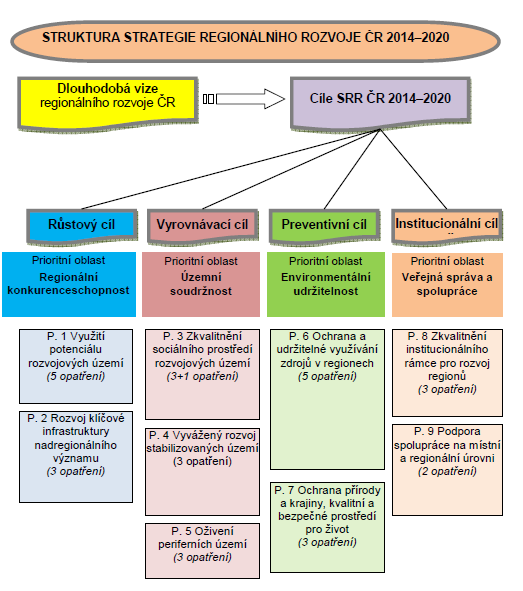 STRUKTURA STRATEGIE REGIONÁLNÍHO ROZVOJE ČR 2014–2020
Dlouhodobá vize
regionálního rozvoje ČR
Cíle SRR ČR 2014–2020
Růstový cíl
Vyrovnávací cíl
Preventivní cíl
Institucionální cíl
Prioritní oblast
Regionální
konkurenceschopnost
Prioritní oblast
Územní
soudržnost
Prioritní oblast
Environmentální
udržitelnost
Prioritní oblast
Veřejná správa a
spolupráce
P. 1 Využití
potenciálu
rozvojových území
(5 opatření)
P. 2 Rozvoj klíčové
infrastruktury
nadregionálního
významu
(3 opatření)
P. 3 Zkvalitnění
sociálního prostředí
rozvojových území
(3+1 opatření)
P. 4 Vyvážený rozvoj
stabilizovaných území
(3 opatření)
P. 5 Oživení
periferních území
(3 opatření)
P. 6 Ochrana a
udržitelné využívání
zdrojů v regionech
(5 opatření)
P. 7 Ochrana přírody
a krajiny, kvalitní a
bezpečné prostředí
pro život
(3 opatření)
P. 8 Zkvalitnění
institucionálního
rámce pro rozvoj
regionů
(3 opatření)
P. 9 Podpora
spolupráce na místní
a regionální úrovni
(2 opatření)